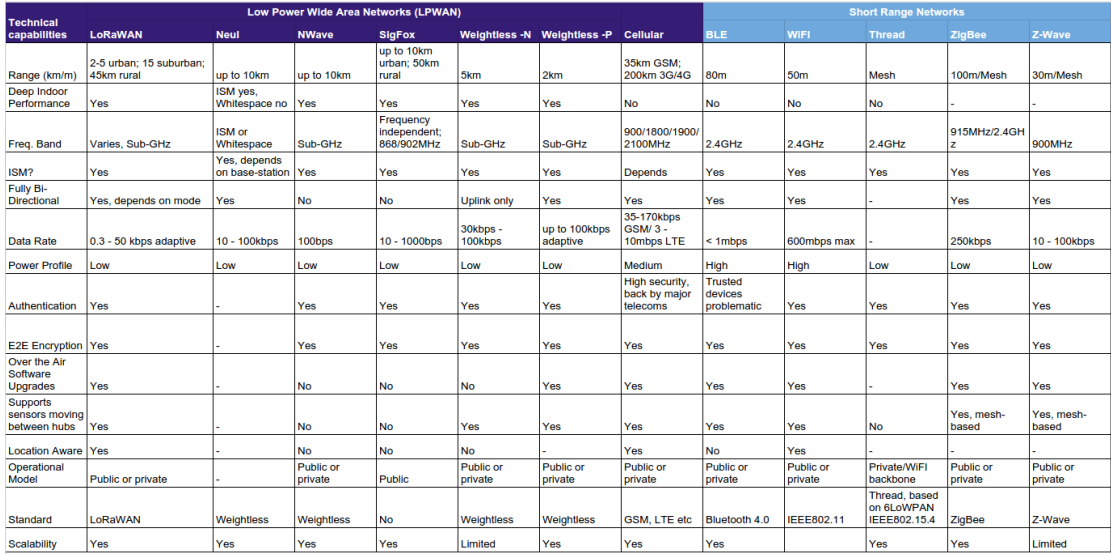 Low Power Wide Area Networks (LPWAN) Short Range Networks
Technical
capabilities LoRaWAN Neul NWave SigFox Weightless -N Weightless -P Cellular BLE WiFI Thread ZigBee Z-Wave
Range (km/m) 2-5 urban; 15 suburban; 45km rural up to 10km up to 10km up to 10km urban; 50km rural 5km 2km 35km GSM; 200km 3G/4G 80m 50m Mesh 100m/Mesh 30m/Mesh
Deep Indoor Performance Yes ISM yes, Whitespace no Yes Yes Yes Yes No No No No - -
Freq. Band Varies, Sub-GHz ISM or Whitespace Sub-GHz Frequency independent; 868/902MHz Sub-GHz Sub-GHz 900/1800/1900/ 2100MHz 2.4GHz 2.4GHz 2.4GHz 915MHz/2.4GH z 900MHz
ISM? Yes Yes, depends on base-station Yes Yes Yes Yes Depends Yes Yes Yes Yes Yes
Fully Bi- Directional Yes, depends on mode Yes No No Uplink only Yes Yes Yes Yes - Yes Yes
Data Rate 0.3 - 50 kbps adaptive 10 - 100kbps 100bps 10 - 1000bps 30kbps - 100kbps up to 100kbps adaptive 35-170kbps GSM/ 3 - 10mbps LTE < 1mbps 600mbps max - 250kbps 10 - 100kbps
Power Profile Low Low Low Low Low Low Medium High High Low Low Low
Authentication Yes - Yes Yes Yes Yes High security, back by major telecoms Trusted devices problematic Yes Yes Yes Yes
E2E Encryption Yes - Yes Yes Yes Yes Yes Yes Yes Yes Yes Yes
Over the Air Software Upgrades Yes - No No No Yes Yes Yes Yes - Yes Yes
Supports sensors moving between hubs Yes - No No Yes Yes Yes Yes Yes No Yes, mesh- based Yes, mesh- based
Location Aware Yes - No No No - Yes No Yes - - -
Operational Model Public or private - Public or private Public Public or private Public or private Public or private Public or private Public or private Private/WiFI backbone Public or private Public or private
Standard LoRaWAN Weightless Weightless No Weightless Weightless GSM, LTE etc Bluetooth 4.0 IEEE802.11 Thread, based on 6LoWPAN IEEE802.15.4 ZigBee Z-Wave
Scalability Yes Yes Yes Yes Limited Yes Yes Yes Yes Yes Limited